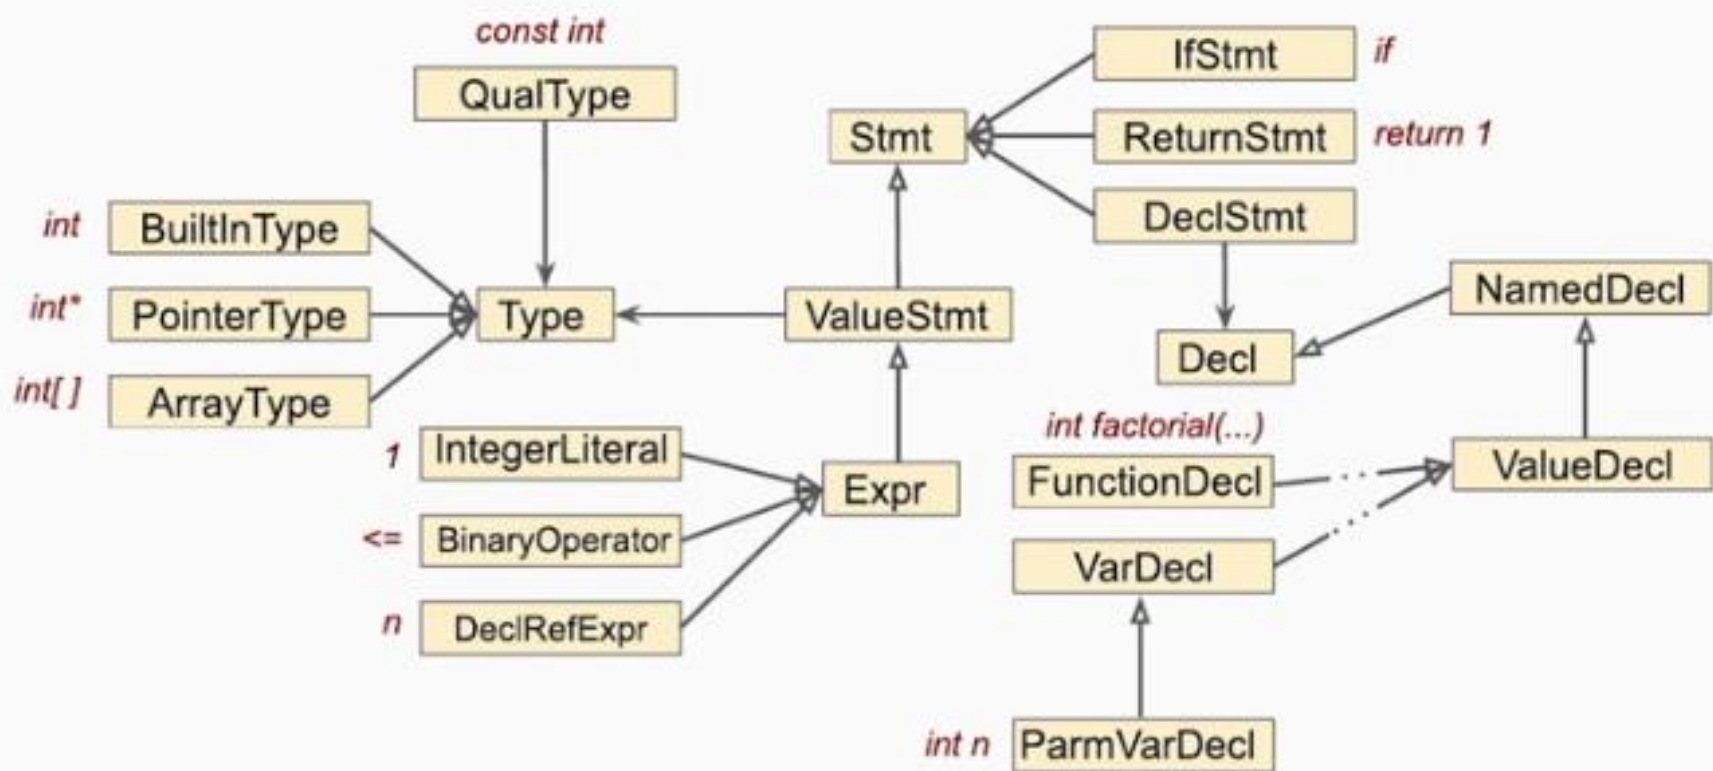 const int
QualType
int
BuiltInType
int*
PointerType
int[ ]
ArrayType
Type
Stmt
ValueStmt
IfStmt
if
ReturnStmt
return 1
DeclStmt
Decl
NamedDecl
ValueDecl
1
IntegerLiteral
<=
BinaryOperator
n
DeclRefExpr
Expr
int factorial(...)
FunctionDecl
VarDecl
int n
ParmVarDecl